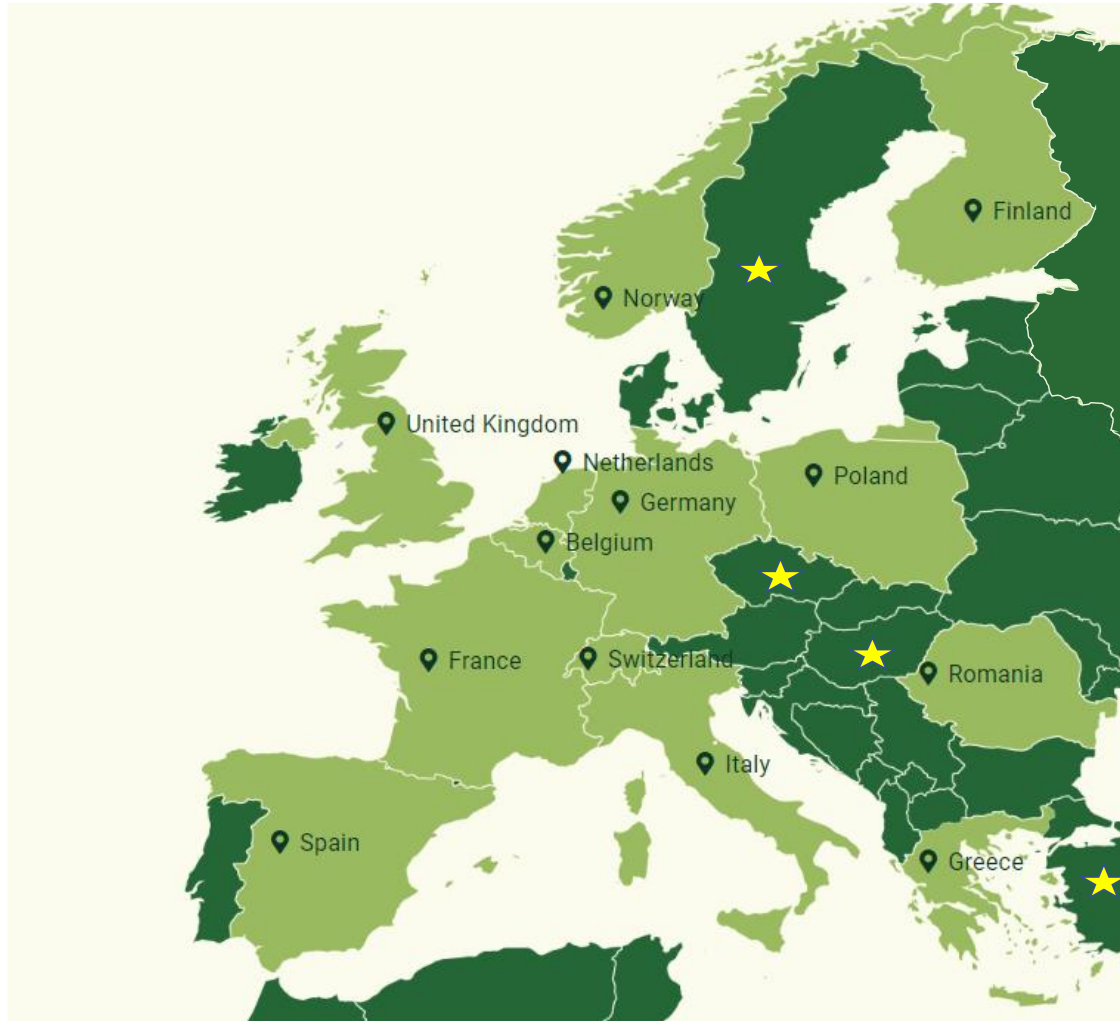 Finland
Norway
United Kingdom
Netherlands
Poland
Germany
Belgium
France
Switzerland
Romania
Italy
Spain
Greece